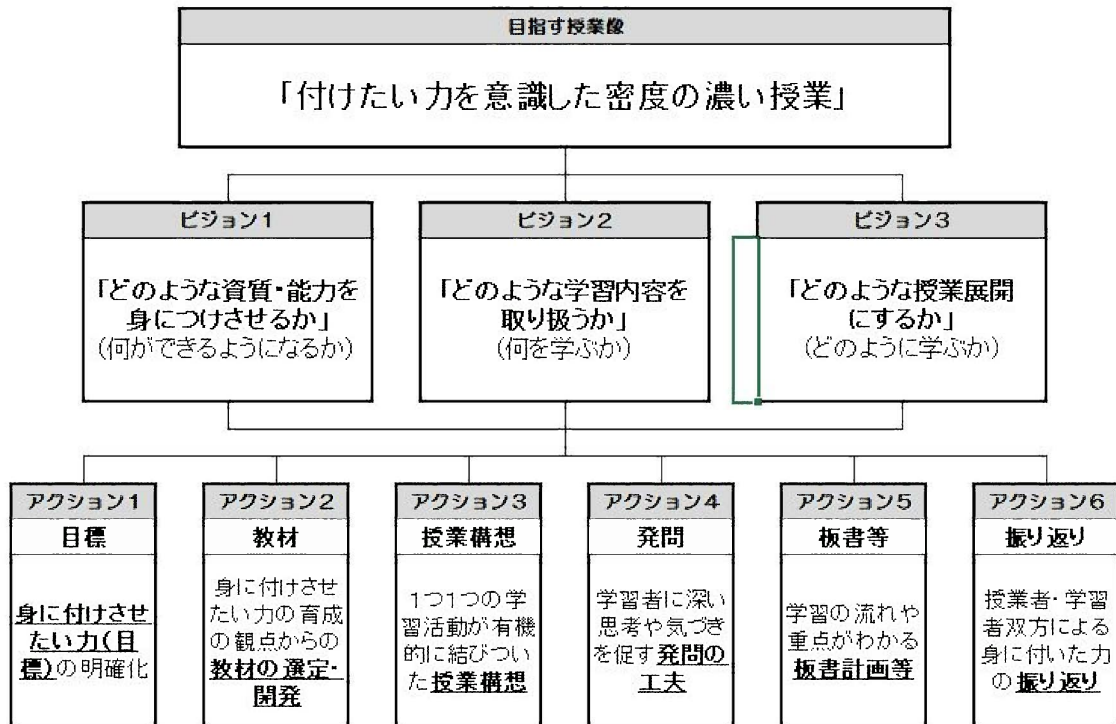 目指す授業像
「付けたい力を意識した密度の濃い授業」
ビジョン1
「どのような資質・能力を
身につけさせるか」
(何ができるようになるか)
ビジョン2
「どのような学習内容を
取り扱うか」
(何を学ぶか)
ビジョン3
「どのような授業展開
にするか」
(どのように学ぶか)
アクション1
目標
身に付けさせ
たい力(目
標)の明確化
アクション2
教材
身に付けさせ
たい力の育成
の観点からの
教材の選定・
開発
アクション3
授業構想
1つ1つの学
習活動が有機
的に結びつい
た授業構想
アクション4
発問
学習者に深い
思考や気づき
を促す発問の
工夫
アクション5
板書等
学習の流れや
重点がわかる
板書計画等
アクション6
振り返り
授業者・学習
者双方による
身に付いた力
の振り返り